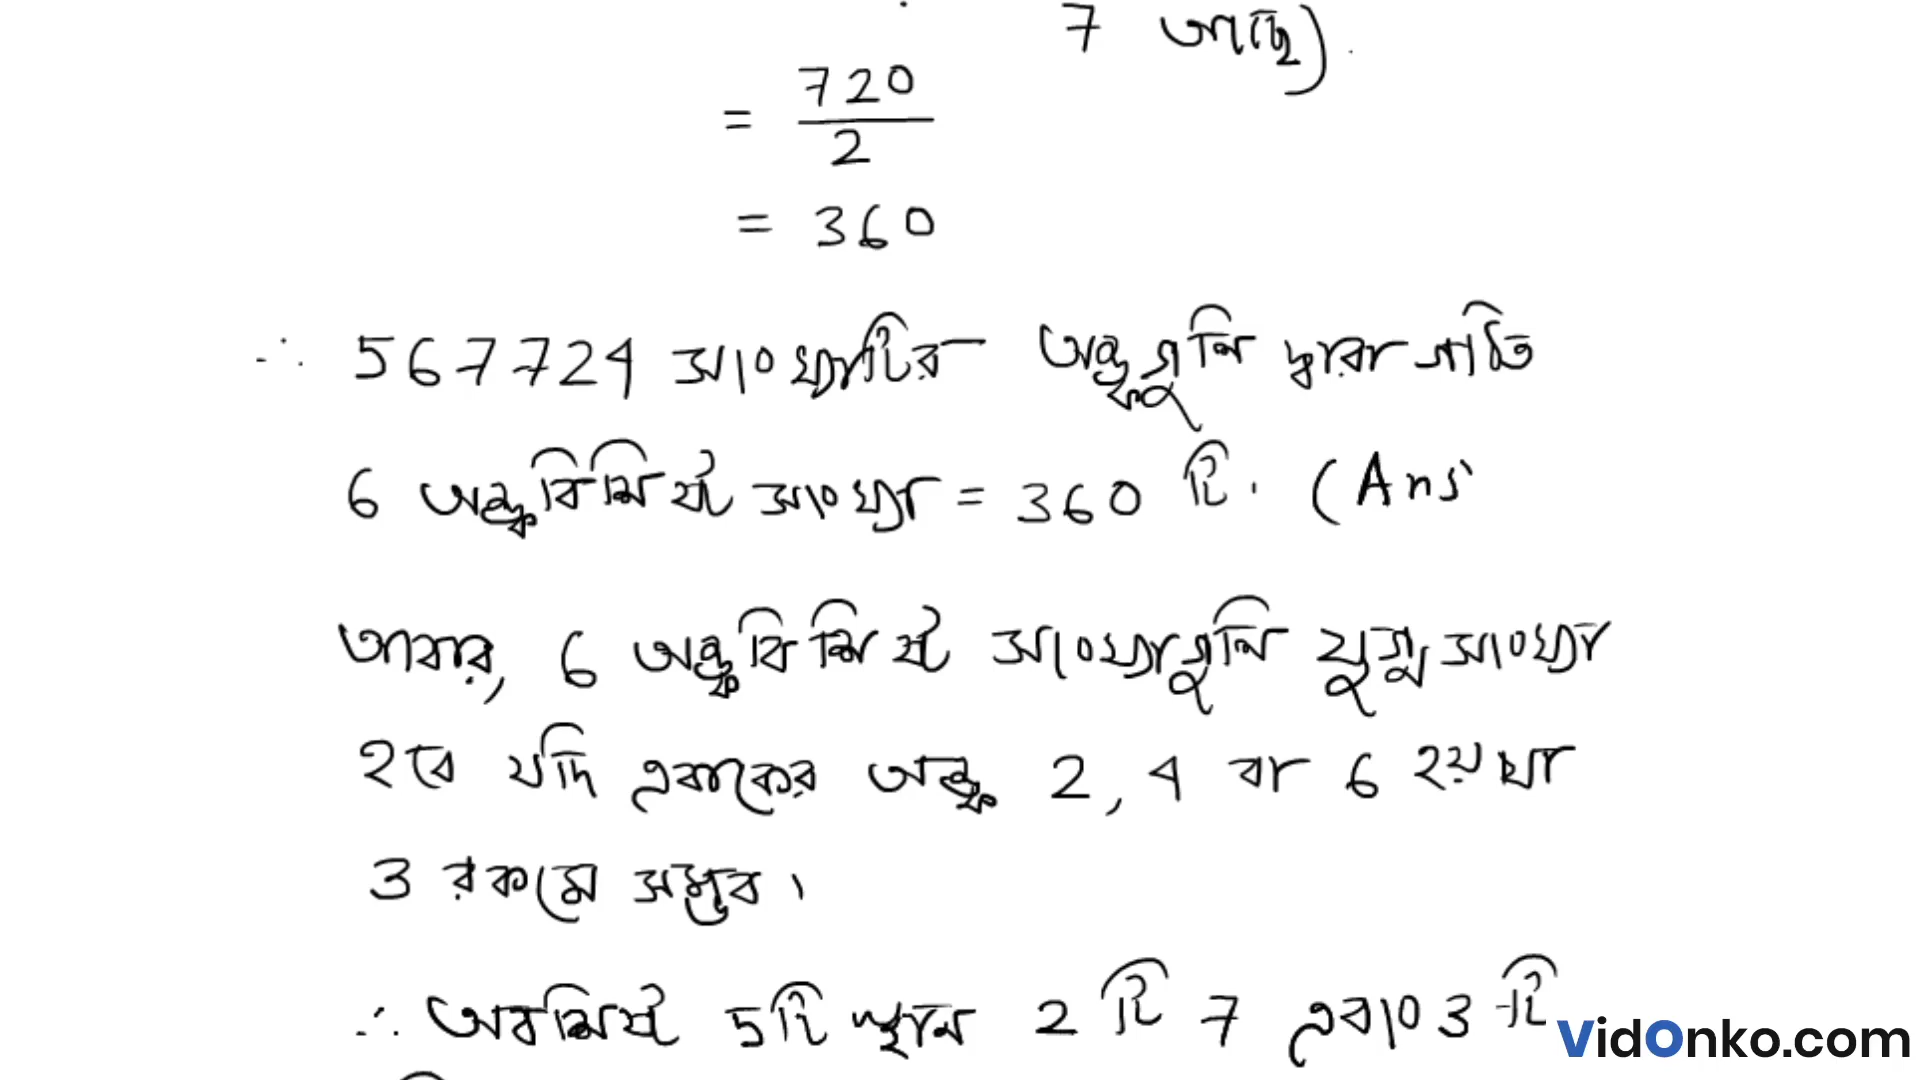 7 আছে).
= 720/2
= 360
∴ 567724 সংখ্যাটির অঙ্কগুলি দ্বারা গঠিত
6 অঙ্কবিশিষ্ট সংখ্যা = 360 টি. (Ans
আবার, 6 অঙ্কবিশিষ্ট সংখ্যাগুলি যুগ্ম সংখ্যা
হবে যদি এককের অঙ্ক 2, 4 বা 6 হয় যা
3 রকমে সম্ভব।
∴ অবশিষ্ট 5টি স্থান 2 টি 7 এবং 3 টি
VidOnko.com